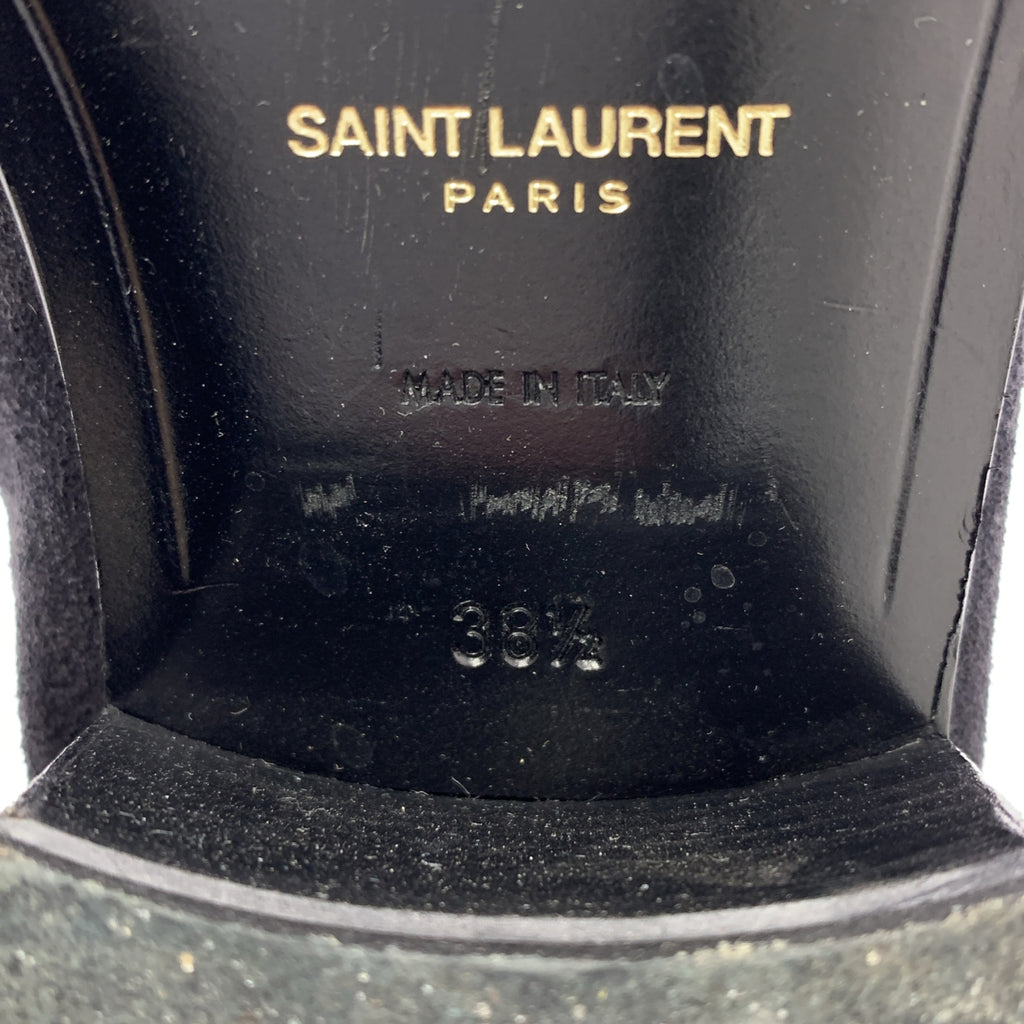 SAINT LAURENT
PARIS
MADE IN ITALY
38½